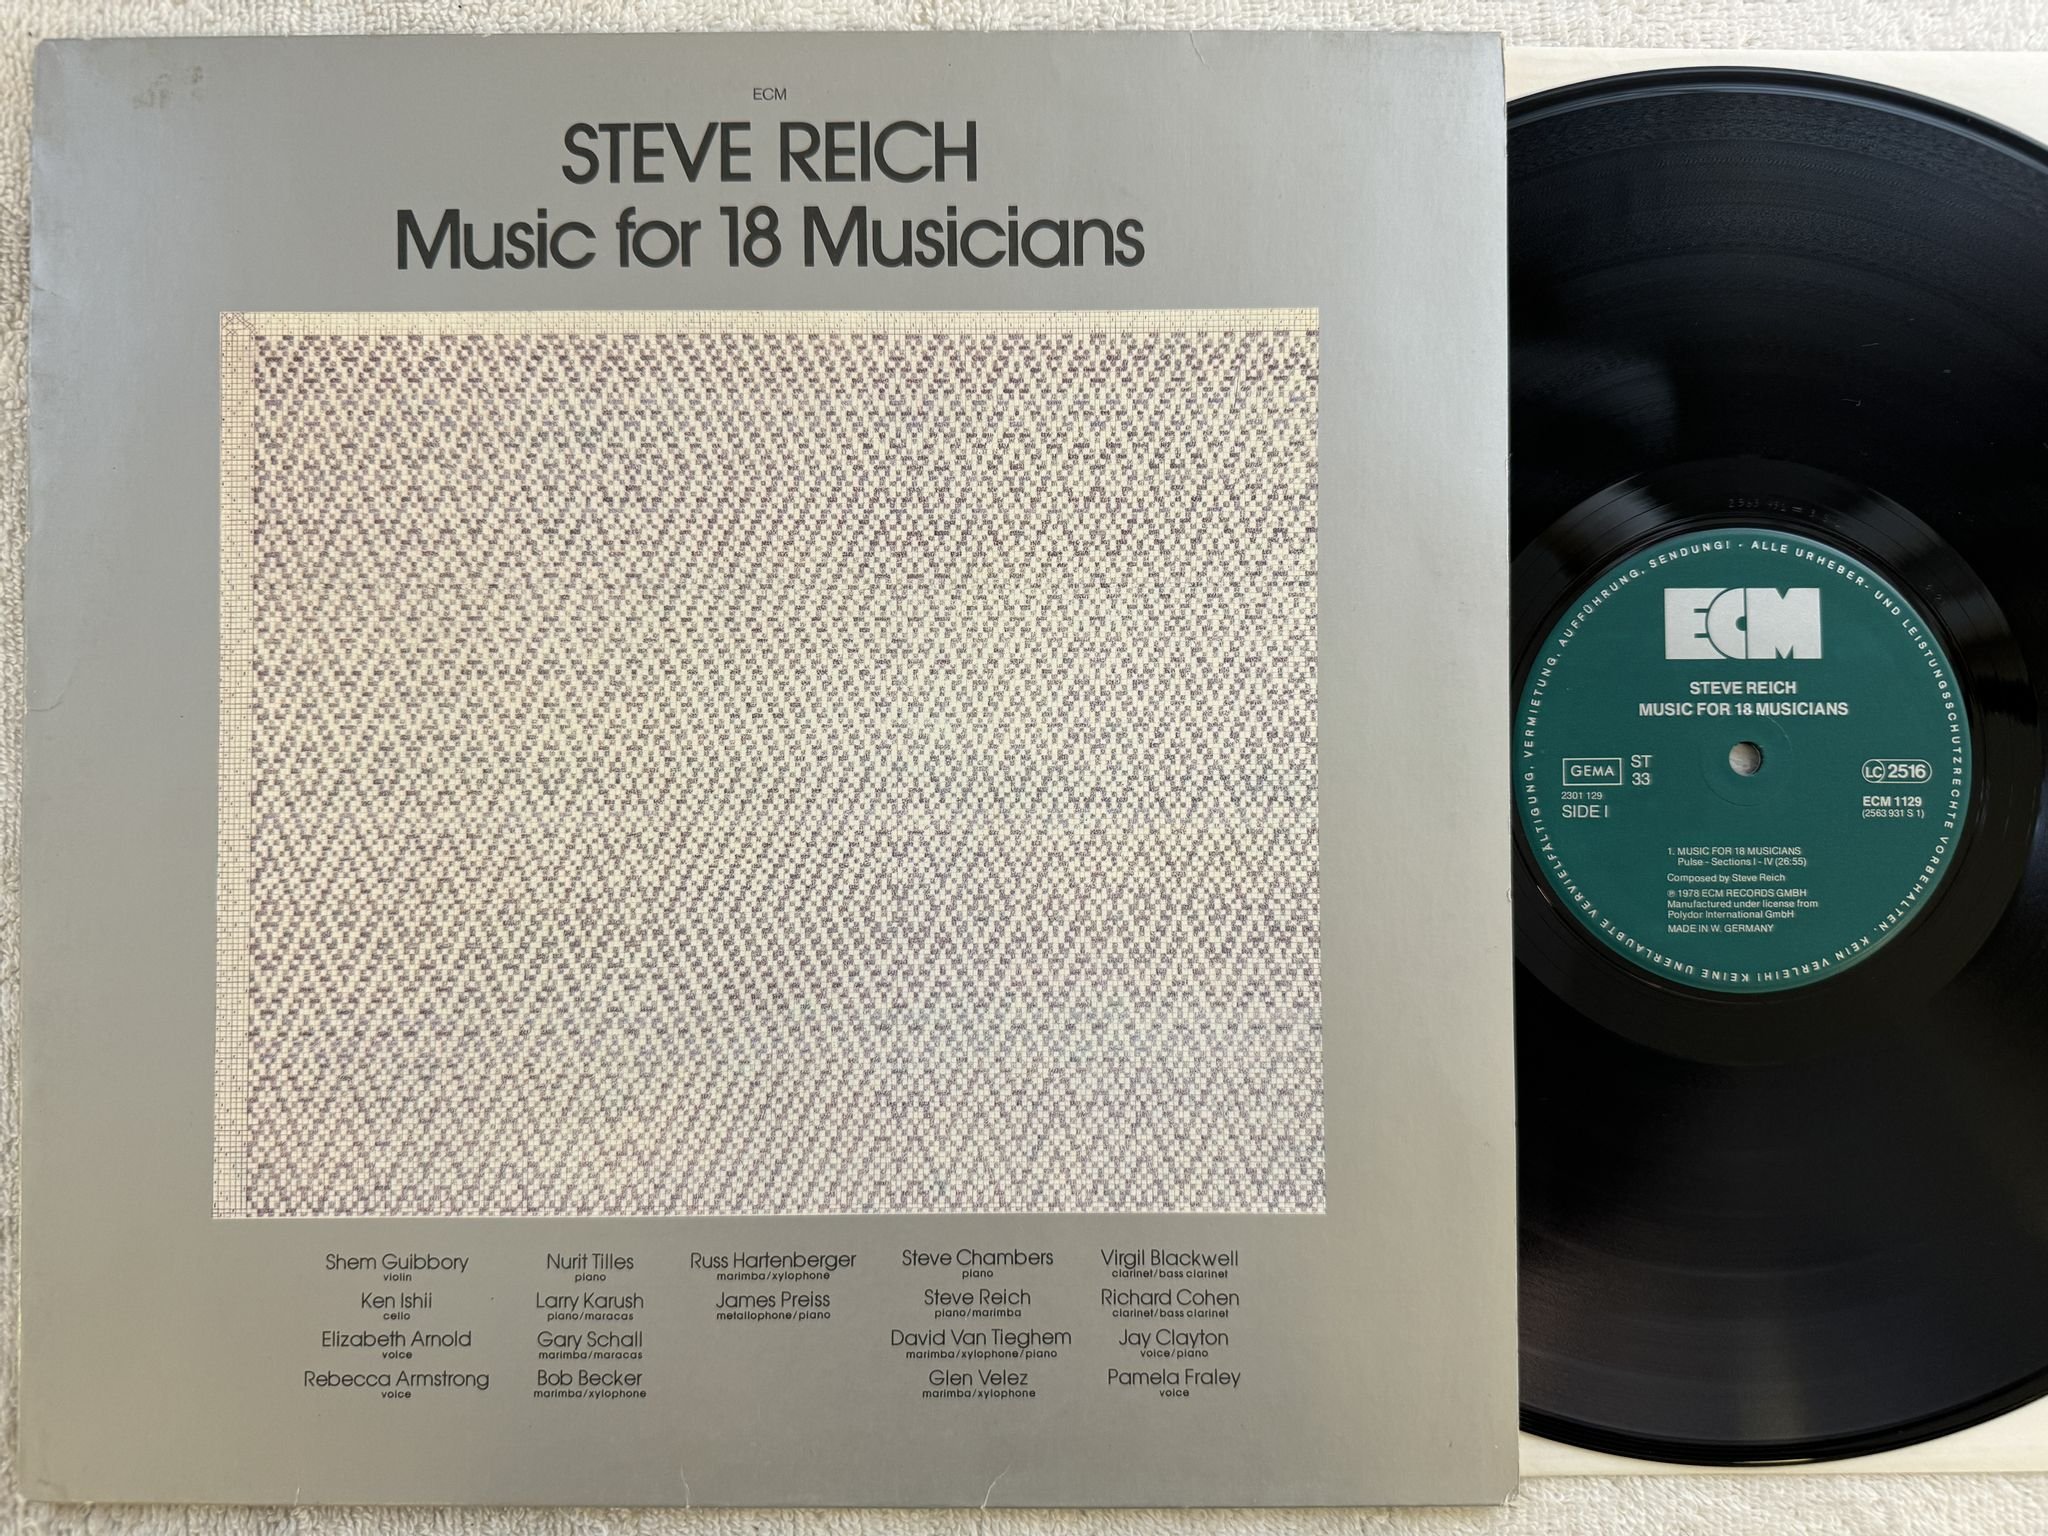 ECM
STEVE REICH
Music for 18 Musicians
Shem Guibbory
violin
Ken Ishii
cello
Elizabeth Arnold
voice
Rebecca Armstrong
voice
Nurit Tilles
piano
Larry Karush
piano/maracas
Gary Schall
marimba/maracas
Bob Becker
marimba/xylophone
Russ Hartenberger
marimba/xylophone
James Preiss
metallophone/piano
Steve Chambers
piano
Steve Reich
piano/marimba
David Van Tieghem
marimba/xylophone/piano
Glen Velez
marimba/xylophone
Virgil Blackwell
clarinet/bass clarinet
Richard Cohen
clarinet/bass clarinet
Jay Clayton
voice/piano
Pamela Fraley
voice
ALLE URHEBER- UND LEISTUNGSSCHUTZRECHTE VORBEHALTEN. KEIN VERLEIH! KEINE UNERLAUBTE VERVIELFÄLTIGUNG, VERMIETUNG, AUFFÜHRUNG, SENDUNG! -
ECM
STEVE REICH
MUSIC FOR 18 MUSICIANS
GEMA
ST
33
2301 129
SIDE I
LC 2516
ECM 1129
(2563 931 S 1)
1. MUSIC FOR 18 MUSICIANS
Pulse - Sections I - IV (26:55)
Composed by Steve Reich
℗ 1978 ECM RECORDS GMBH
Manufactured under license from
Polydor International GmbH
MADE IN W. GERMANY